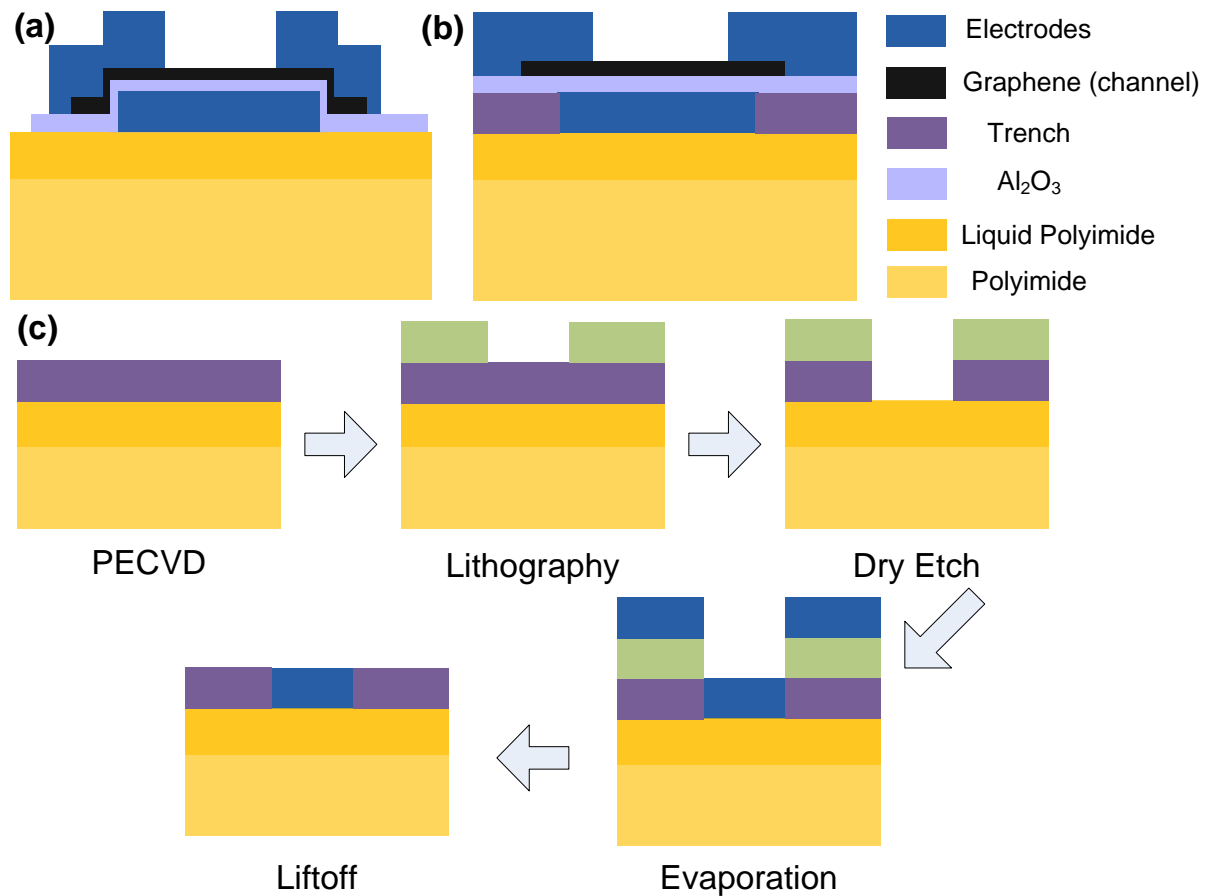 (a)
(b)
Electrodes
Graphene (channel)
Trench
Al₂O₃
Liquid Polyimide
Polyimide
(c)
PECVD
Lithography
Dry Etch
Liftoff
Evaporation